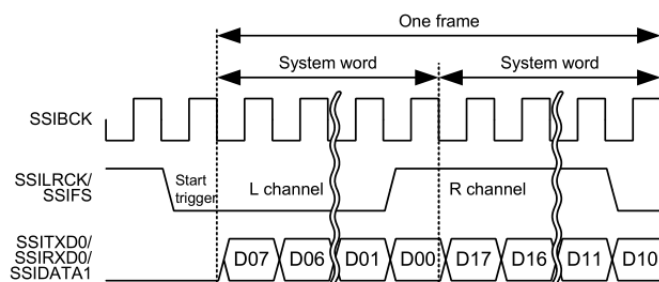 One frame
System word System word
SSIBCK
SSILRCK/
SSIFS
Start
trigger
L channel R channel
SSITXD0/
SSIRXD0/
SSIDATA1
D07 D06 D01 D00 D17 D16 D11 D10